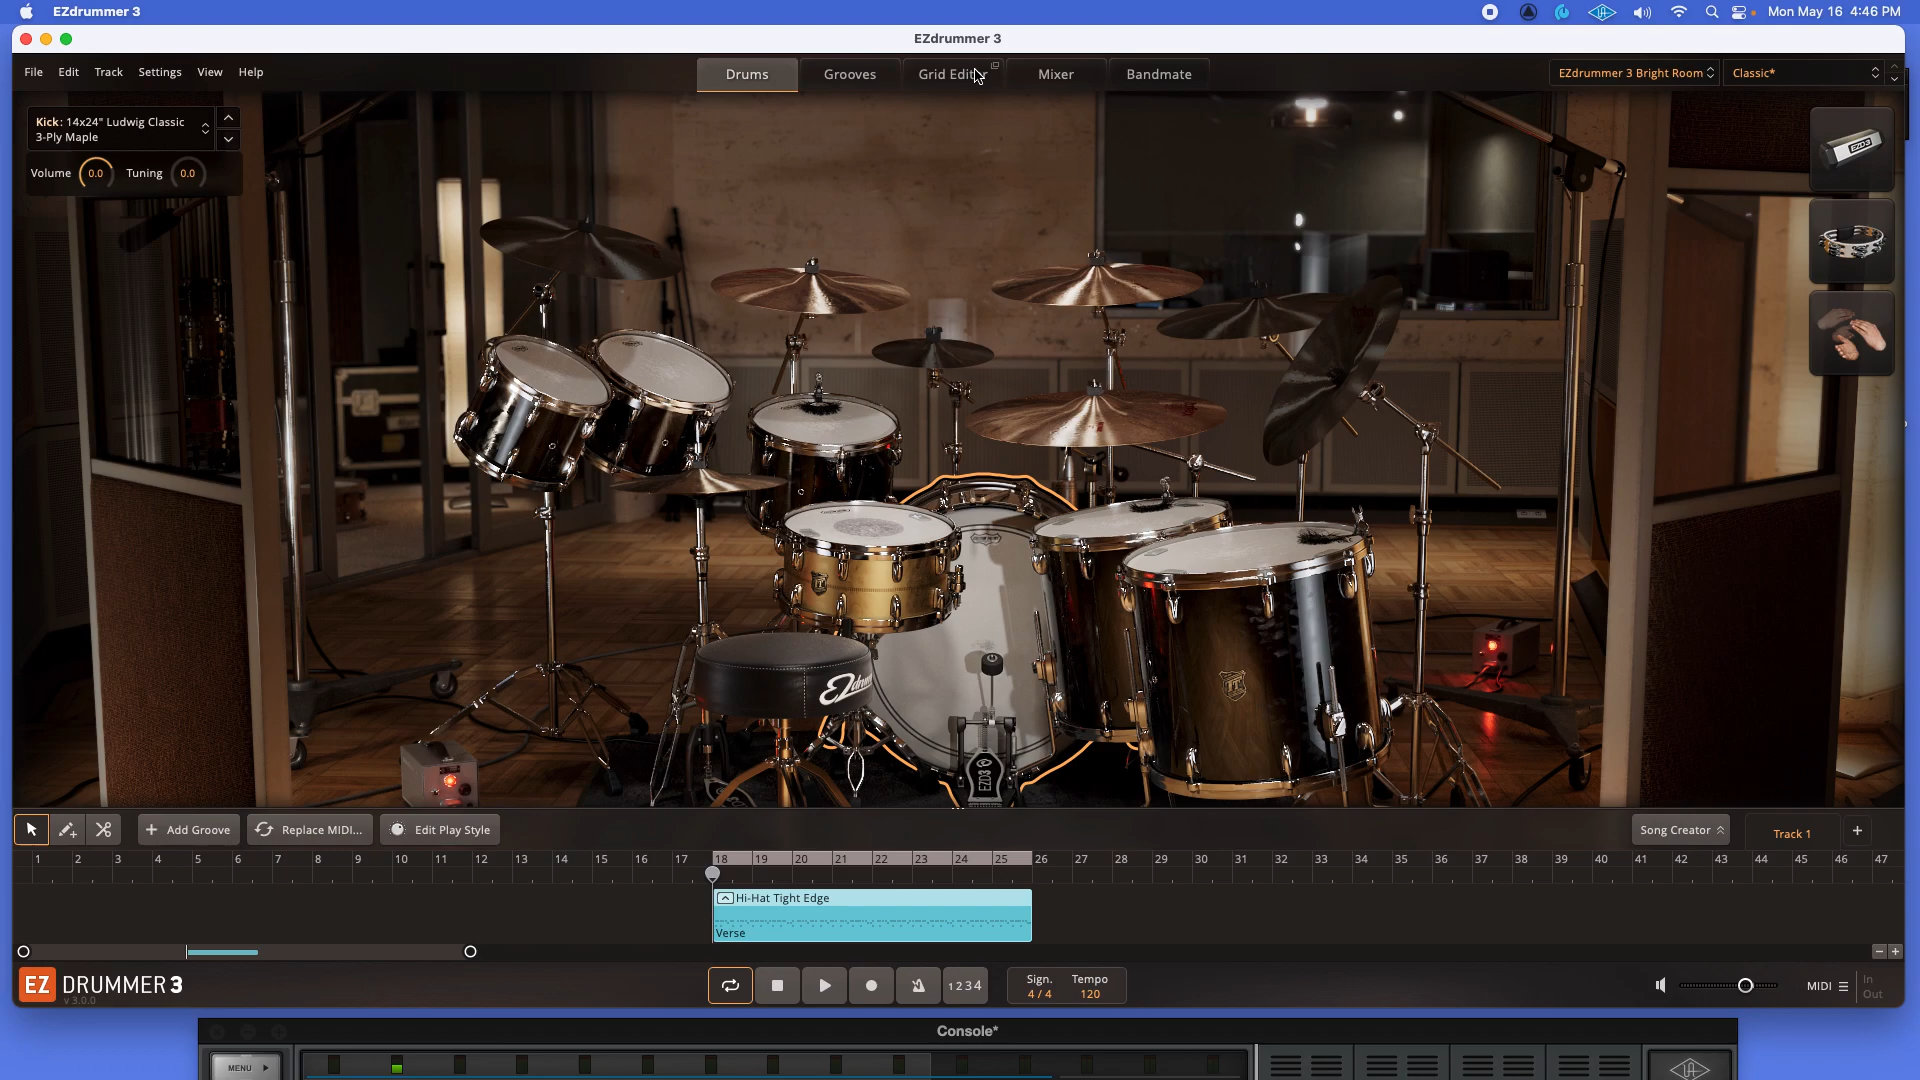 EZdrummer 3
Mon May 16 4:46 PM
EZdrummer 3
File Edit Track Settings View Help
Drums Grooves Grid Editor Mixer Bandmate
EZdrummer 3 Bright Room Classic*
Kick: 14x24" Ludwig Classic
3-Ply Maple
Volume 0.0 Tuning 0.0
EZD3
EZdrum
EZD3
Add Groove Replace MIDI... Edit Play Style
Song Creator Track 1 +
1 2 3 4 5 6 7 8 9 10 11 12 13 14 15 16 17 18 19 20 21 22 23 24 25 26 27 28 29 30 31 32 33 34 35 36 37 38 39 40 41 42 43 44 45 46 47
Hi-Hat Tight Edge
Verse
EZ DRUMMER 3
v 3.0.0
1234
Sign. Tempo
4 / 4 120
MIDI In
Out
Console*
MENU